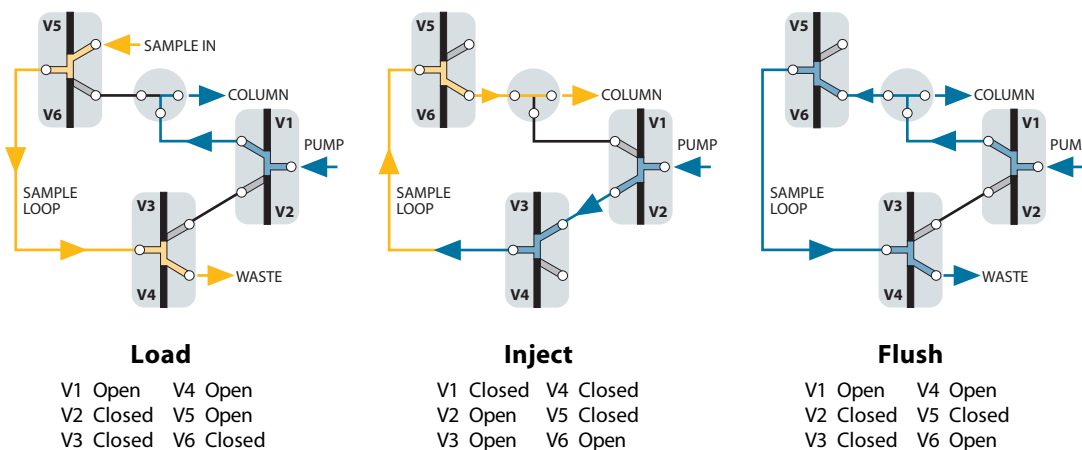 V5
SAMPLE IN
V6
COLUMN
V1
PUMP
SAMPLE
LOOP
V3
V2
WASTE
V4
Load
V1 Open V4 Open
V2 Closed V5 Open
V3 Closed V6 Closed
V5
V6
COLUMN
V1
PUMP
SAMPLE
LOOP
V3
V2
V4
Inject
V1 Closed V4 Closed
V2 Open V5 Closed
V3 Open V6 Open
V5
V6
COLUMN
V1
PUM
SAMPLE
LOOP
V3
V2
WASTE
V4
Flush
V1 Open V4 Open
V2 Closed V5 Closed
V3 Closed V6 Open